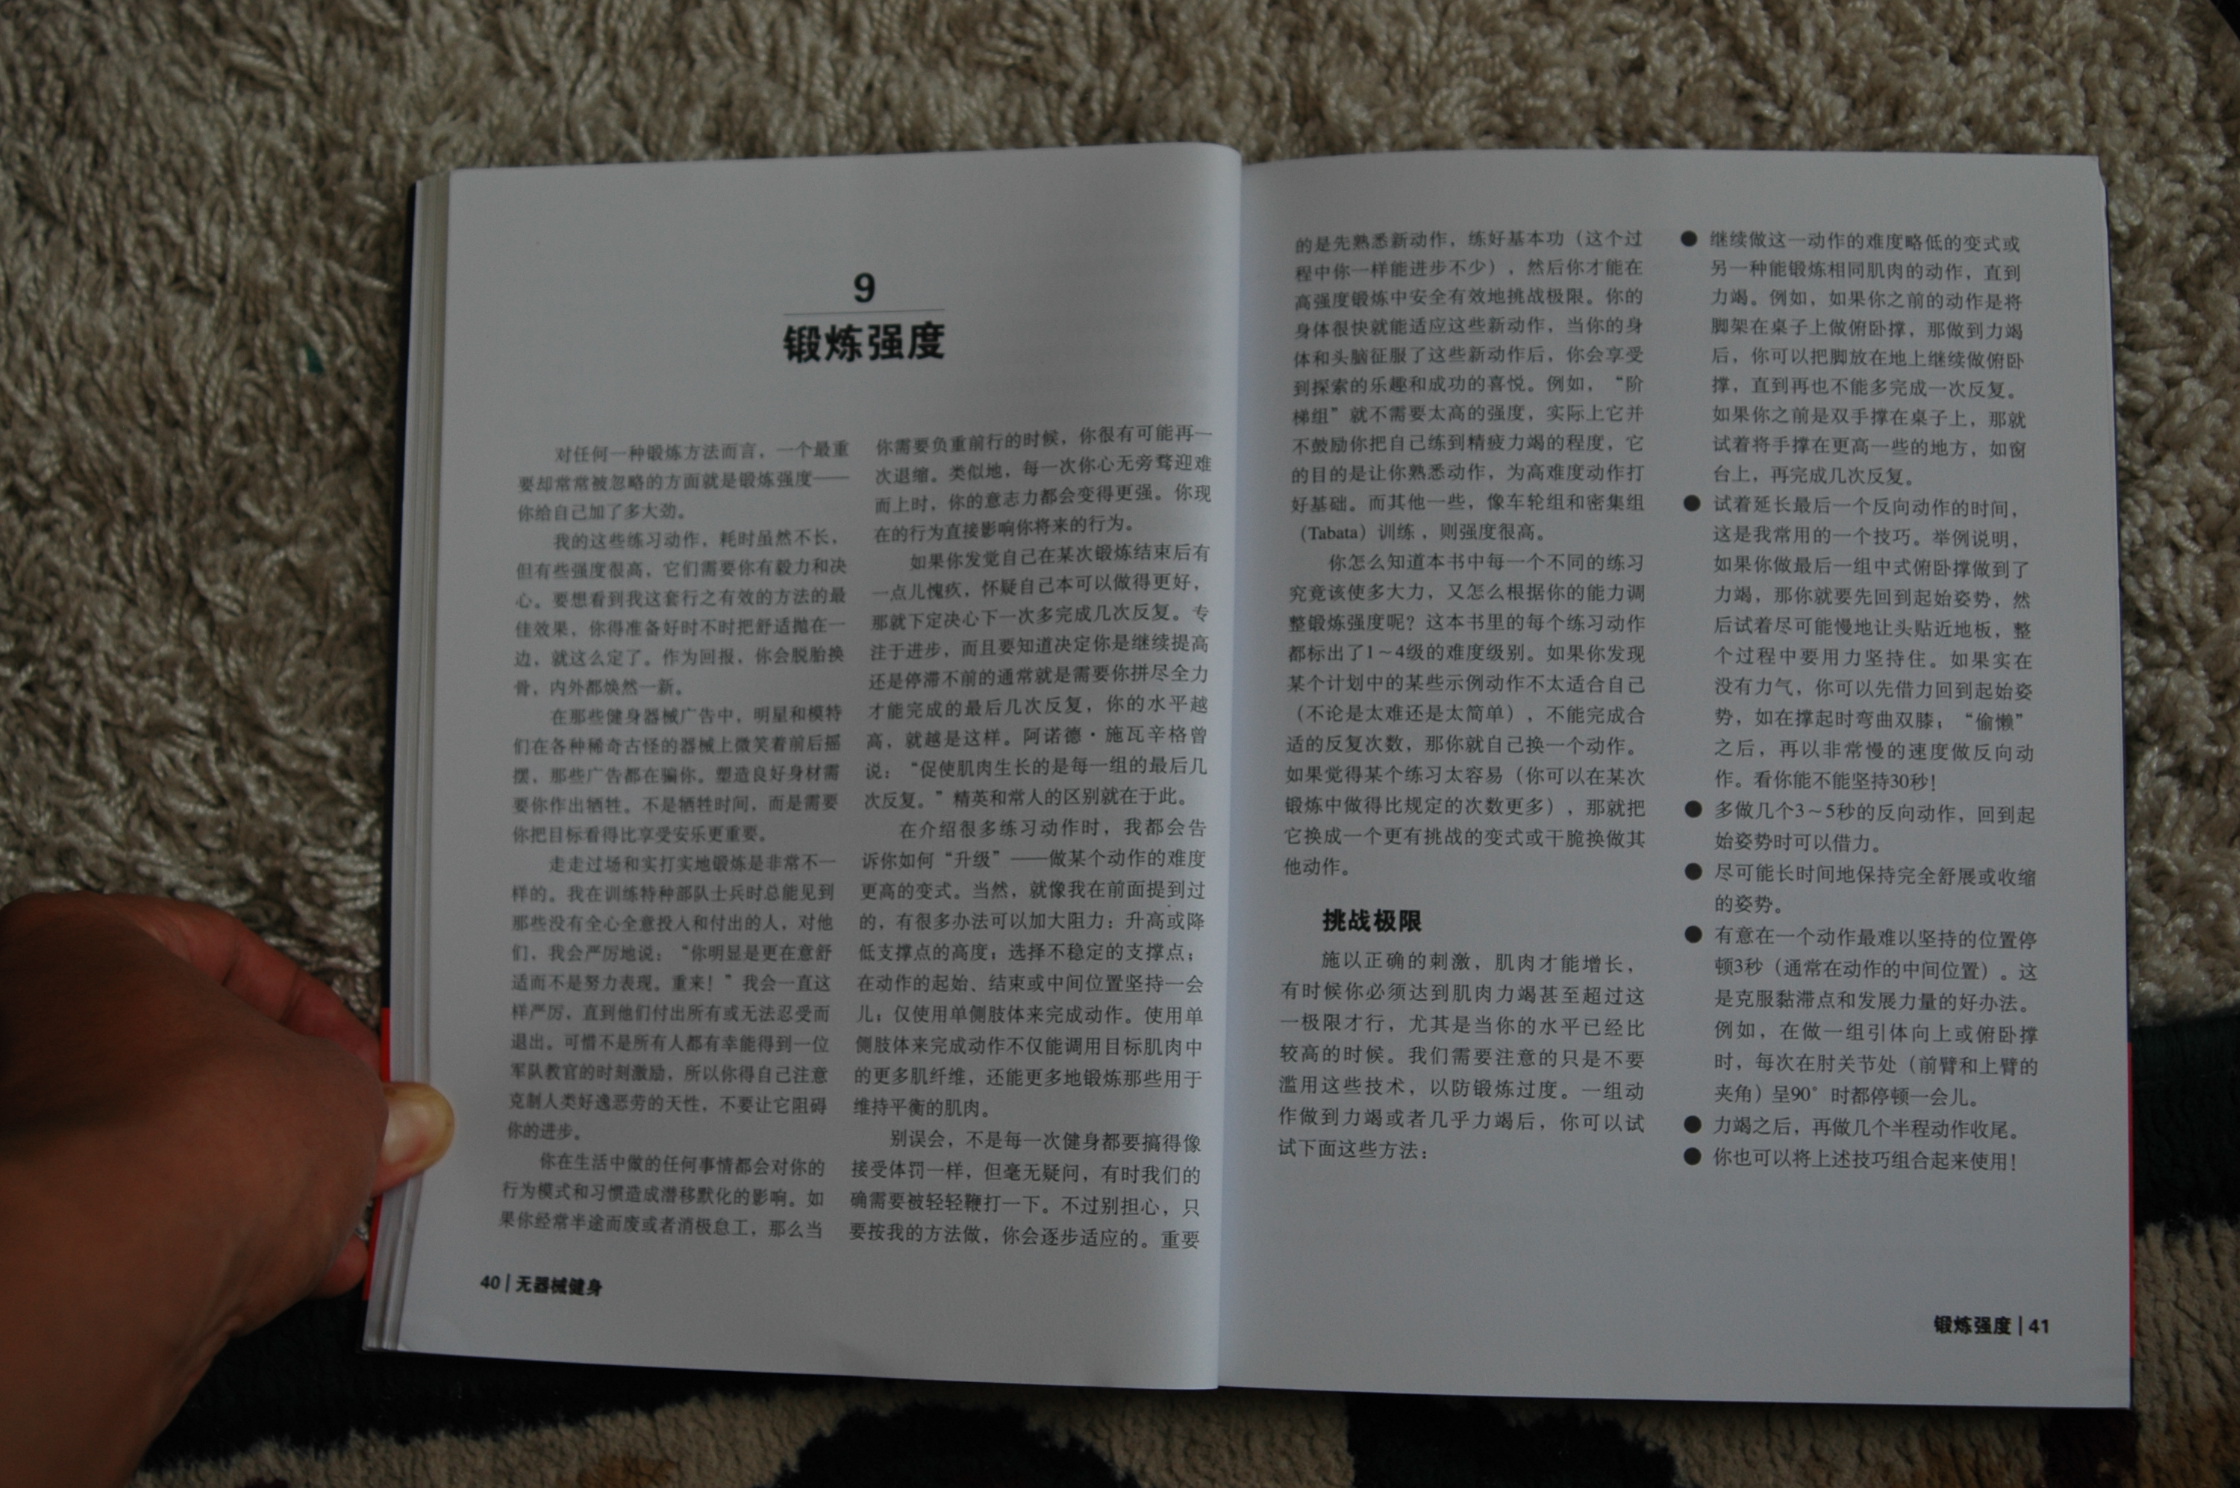 9
锻炼强度
对任何一种锻炼方法而言，一个最重
要却常常被忽略的方面就是锻炼强度——
你给自己加了多大劲。
我的这些练习动作，耗时虽然不长，
但有些强度很高，它们需要你有毅力和决
心。要想看到我这套行之有效的方法的最
佳效果，你得准备好时不时把舒适抛在一
边，就这么定了。作为回报，你会脱胎换
骨，内外都焕然一新。
在那些健身器械广告中，明星和模特
们在各种稀奇古怪的器械上微笑着前后摇
摆，那些广告都在骗你。塑造良好身材需
要你作出牺牲。不是牺牲时间，而是需要
你把目标看得比享受安乐更重要。
走走过场和实打实地锻炼是非常不一
样的。我在训练特种部队士兵时总能见到
那些没有全心全意投入和付出的人，对他
们，我会严厉地说：“你明显是更在意舒
适而不是努力表现。重来！”我会一直这
样严厉，直到他们付出所有或无法忍受而
退出。可惜不是所有人都有幸能得到一位
军队教官的时刻激励，所以你得自己注意
克制人类好逸恶劳的天性，不要让它阻碍
你的进步。
你在生活中做的任何事情都会对你的
行为模式和习惯造成潜移默化的影响。如
果你经常半途而废或者消极怠工，那么当
你需要负重前行的时候，你很有可能再一
次退缩。类似地，每一次你心无旁骛迎难
而上时，你的意志力都会变得更强。你现
在的行为直接影响你将来的行为。
如果你发觉自己在某次锻炼结束后有
一点儿愧疚，怀疑自己本可以做得更好，
那就下定决心下一次多完成几次反复。专
注于进步，而且要知道决定你是继续提高
还是停滞不前的通常就是需要你拼尽全力
才能完成的最后几次反复，你的水平越
高，就越是这样。阿诺德·施瓦辛格曾
说：“促使肌肉生长的是每一组的最后几
次反复。”精英和常人的区别就在于此。
在介绍很多练习动作时，我都会告
诉你如何“升级”——做某个动作的难度
更高的变式。当然，就像我在前面提到过
的，有很多办法可以加大阻力：升高或降
低支撑点的高度；选择不稳定的支撑点；
在动作的起始、结束或中间位置坚持一会
儿；仅使用单侧肢体来完成动作。使用单
侧肢体来完成动作不仅能调用目标肌肉中
的更多肌纤维，还能更多地锻炼那些用于
维持平衡的肌肉。
别误会，不是每一次健身都要搞得像
接受体罚一样，但毫无疑问，有时我们的
确需要被轻轻鞭打一下。不过别担心，只
要按我的方法做，你会逐步适应的。重要
40 | 无器械健身
的是先熟悉新动作，练好基本功（这个过
程中你一样能进步不少），然后你才能在
高强度锻炼中安全有效地挑战极限。你的
身体很快就能适应这些新动作，当你的身
体和头脑征服了这些新动作后，你会享受
到探索的乐趣和成功的喜悦。例如，“阶
梯组”就不需要太高的强度，实际上它并
不鼓励你把自己练到精疲力竭的程度，它
的目的是让你熟悉动作，为高难度动作打
好基础。而其他一些，像车轮组和密集组
（Tabata）训练，则强度很高。
你怎么知道本书中每一个不同的练习
究竟该使多大力，又怎么根据你的能力调
整锻炼强度呢？这本书里的每个练习动作
都标出了1～4级的难度级别。如果你发现
某个计划中的某些示例动作不太适合自己
（不论是太难还是太简单），不能完成合
适的反复次数，那你就自己换一个动作。
如果觉得某个练习太容易（你可以在某次
锻炼中做得比规定的次数更多），那就把
它换成一个更有挑战的变式或干脆换做其
他动作。
挑战极限
施以正确的刺激，肌肉才能增长，
有时候你必须达到肌肉力竭甚至超过这
一极限才行，尤其是当你的水平已经比
较高的时候。我们需要注意的只是不要
滥用这些技术，以防锻炼过度。一组动
作做到力竭或者几乎力竭后，你可以试
试下面这些方法：
● 继续做这一动作的难度略低的变式或
另一种能锻炼相同肌肉的动作，直到
力竭。例如，如果你之前的动作是将
脚架在桌子上做俯卧撑，那做到力竭
后，你可以把脚放在地上继续做俯卧
撑，直到再也不能多完成一次反复。
如果你之前是双手撑在桌子上，那就
试着将手撑在更高一些的地方，如窗
台上，再完成几次反复。
● 试着延长最后一个反向动作的时间，
这是我常用的一个技巧。举例说明，
如果你做最后一组中式俯卧撑做到了
力竭，那你就要先回到起始姿势，然
后试着尽可能慢地让头贴近地板，整
个过程中要用力坚持住。如果实在
没有力气，你可以先借力回到起始姿
势，如在撑起时弯曲双膝；“偷懒”
之后，再以非常慢的速度做反向动
作。看你能不能坚持30秒！
● 多做几个3～5秒的反向动作，回到起
始姿势时可以借力。
● 尽可能长时间地保持完全舒展或收缩
的姿势。
● 有意在一个动作最难以坚持的位置停
顿3秒（通常在动作的中间位置）。这
是克服黏滞点和发展力量的好办法。
例如，在做一组引体向上或俯卧撑
时，每次在肘关节处（前臂和上臂的
夹角）呈90°时都停顿一会儿。
● 力竭之后，再做几个半程动作收尾。
● 你也可以将上述技巧组合起来使用！
锻炼强度 | 41